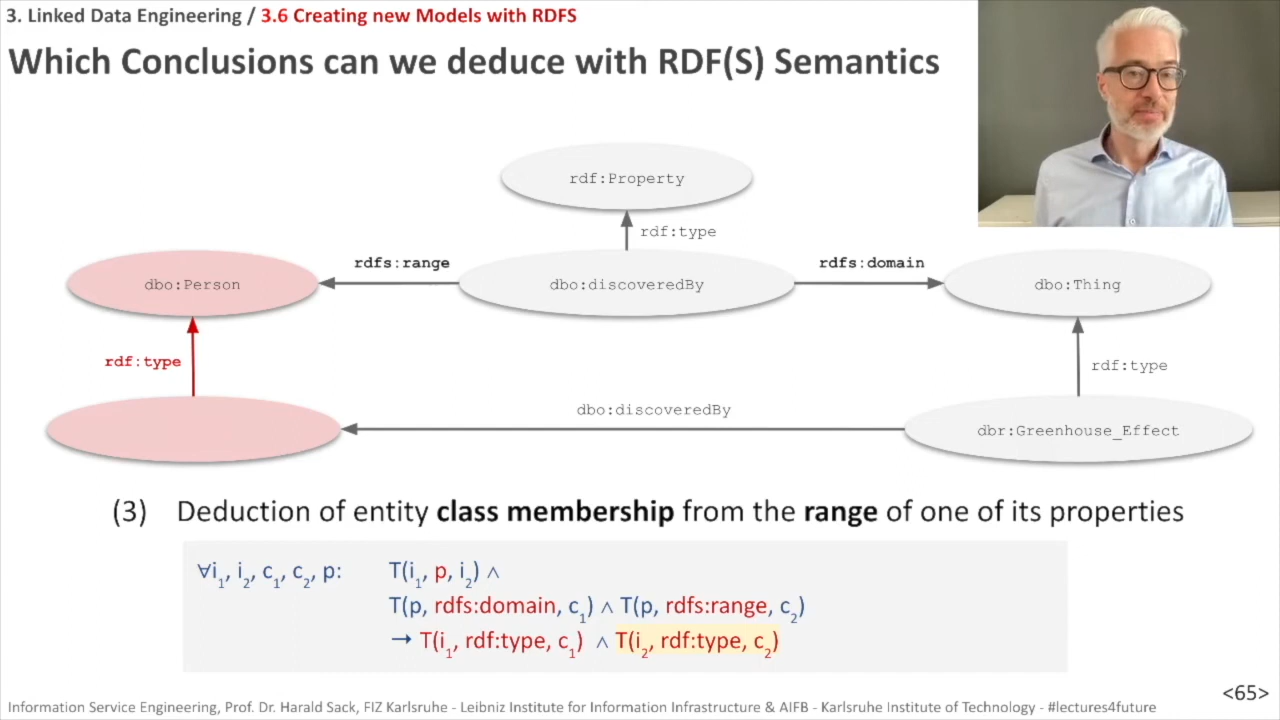 3. Linked Data Engineering / 3.6 Creating new Models with RDFS
Which Conclusions can we deduce with RDF(S) Semantics
rdf:Property
rdf:type
rdfs:range
rdfs:domain
dbo:Person
dbo:discoveredBy
dbo:Thing
rdf:type
rdf:type
dbo:discoveredBy
dbr:Greenhouse_Effect
(3) Deduction of entity class membership from the range of one of its properties
∀i₁, i₂, c₁, c₂, p: T(i₁, p, i₂) ∧
T(p, rdfs:domain, c₁) ∧ T(p, rdfs:range, c₂)
→ T(i₁, rdf:type, c₁) ∧ T(i₂, rdf:type, c₂)
<65>
Information Service Engineering, Prof. Dr. Harald Sack, FIZ Karlsruhe - Leibniz Institute for Information Infrastructure & AIFB - Karlsruhe Institute of Technology - #lectures4future